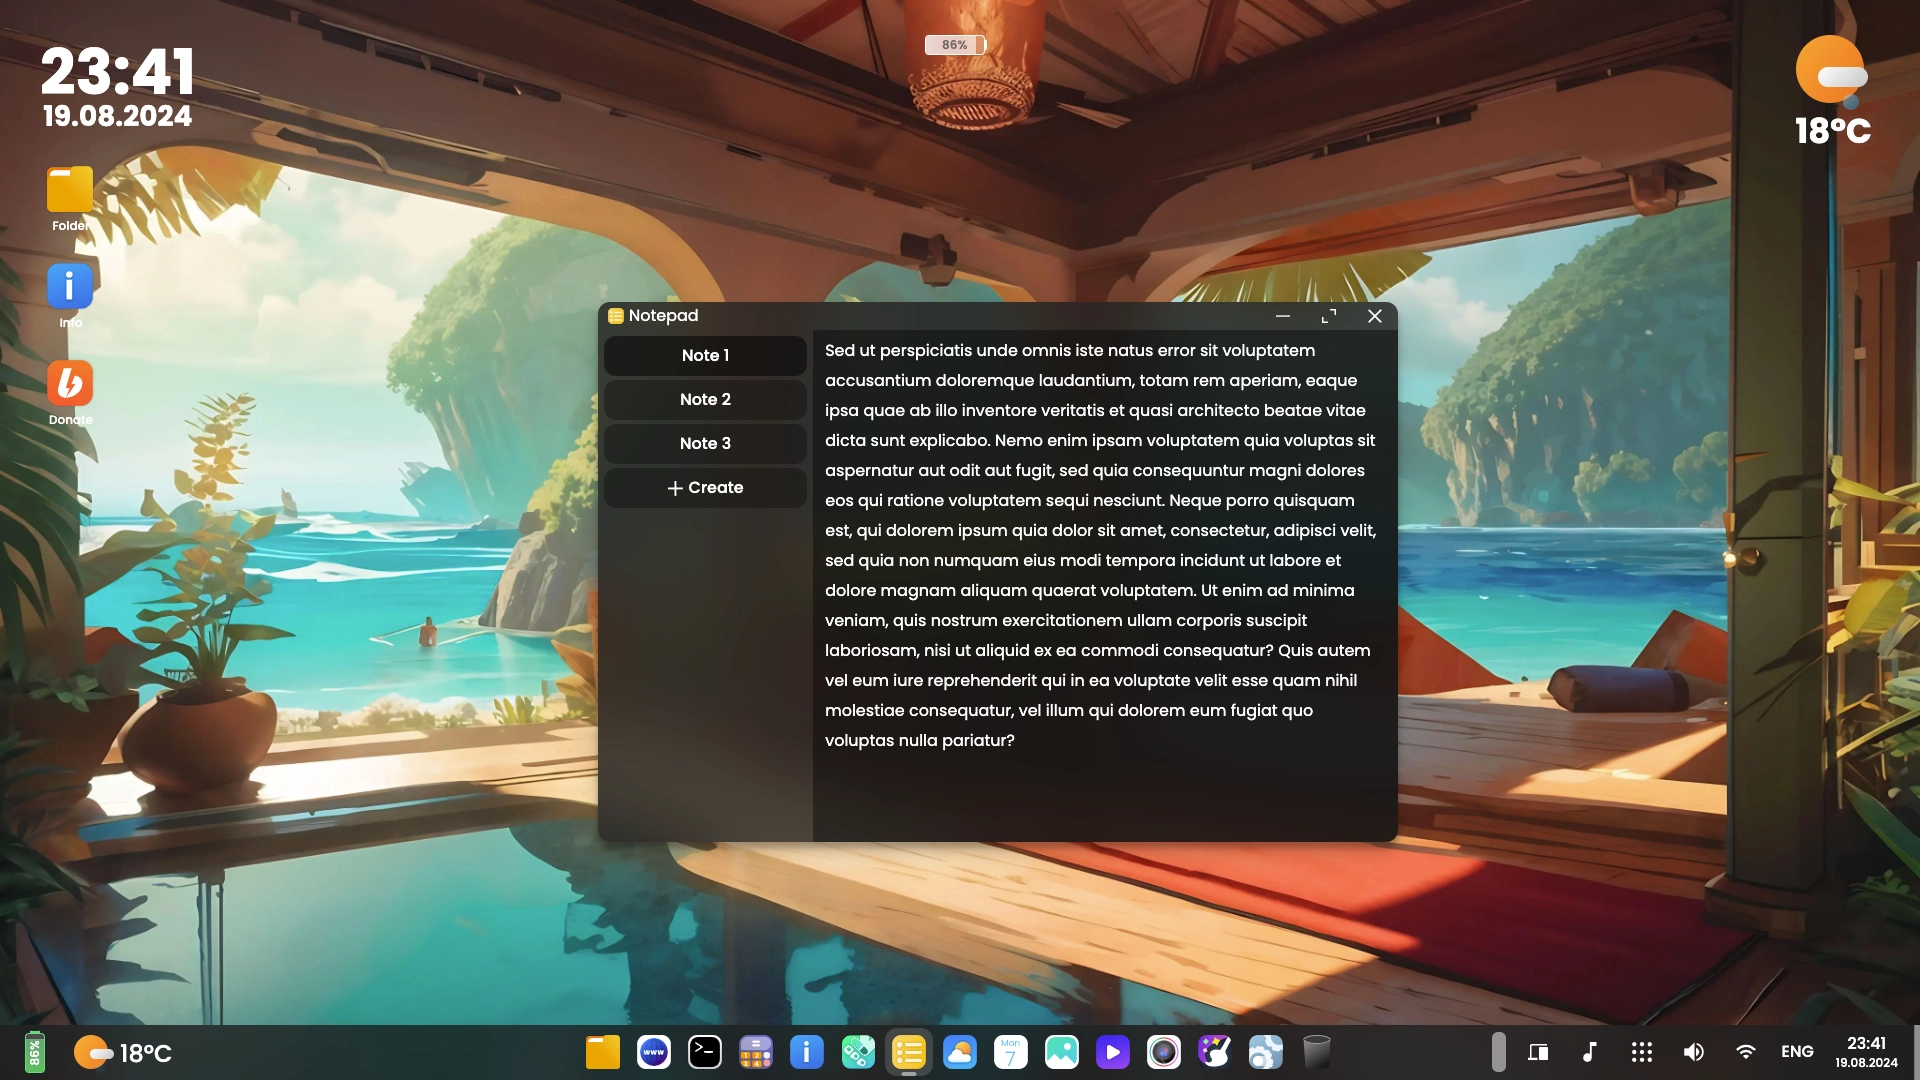 23:41
19.08.2024
86%
18°C
Folder
Info
Donate
Notepad
Note 1
Note 2
Note 3
+ Create
Sed ut perspiciatis unde omnis iste natus error sit voluptatem
accusantium doloremque laudantium, totam rem aperiam, eaque
ipsa quae ab illo inventore veritatis et quasi architecto beatae vitae
dicta sunt explicabo. Nemo enim ipsam voluptatem quia voluptas sit
aspernatur aut odit aut fugit, sed quia consequuntur magni dolores
eos qui ratione voluptatem sequi nesciunt. Neque porro quisquam
est, qui dolorem ipsum quia dolor sit amet, consectetur, adipisci velit,
sed quia non numquam eius modi tempora incidunt ut labore et
dolore magnam aliquam quaerat voluptatem. Ut enim ad minima
veniam, quis nostrum exercitationem ullam corporis suscipit
laboriosam, nisi ut aliquid ex ea commodi consequatur? Quis autem
vel eum iure reprehenderit qui in ea voluptate velit esse quam nihil
molestiae consequatur, vel illum qui dolorem eum fugiat quo
voluptas nulla pariatur?
86%
18°C
www
Mon
7
ENG
23:41
19.08.2024